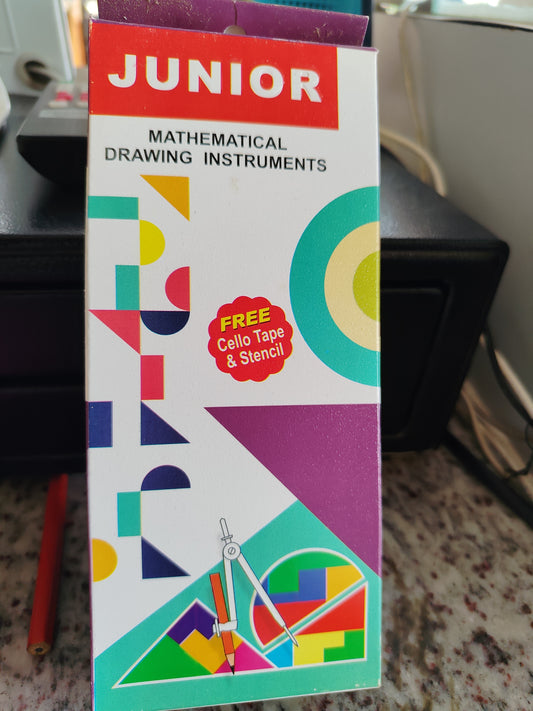 JUNIOR
MATHEMATICAL
DRAWING INSTRUMENTS
FREE
Cello Tape
& Stencil